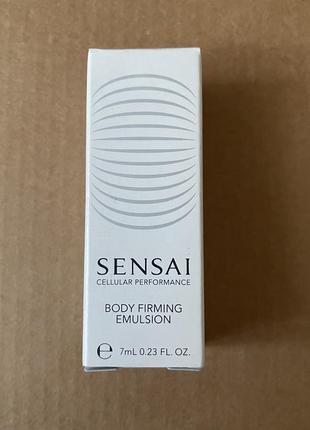 SENSAI
CELLULAR PERFORMANCE
BODY FIRMING
EMULSION
℮ 7mL 0.23 FL. OZ.